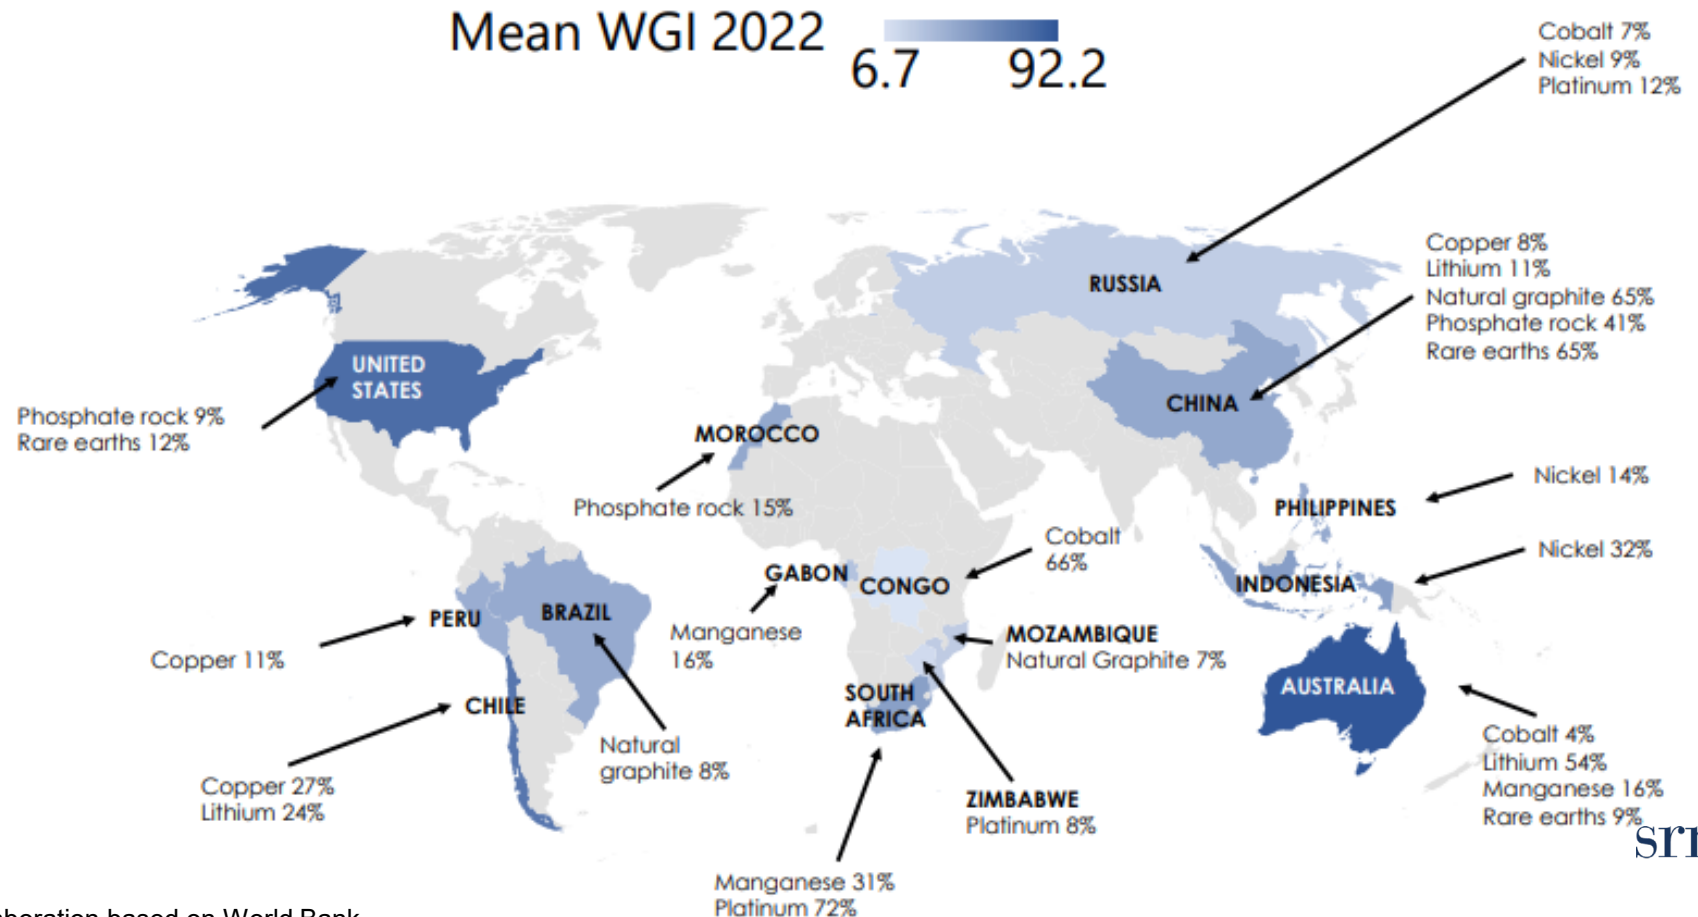 Mean WGI 2022
6.7 92.2
Cobalt 7%
Nickel 9%
Platinum 12%
RUSSIA
Copper 8%
Lithium 11%
Natural graphite 65%
Phosphate rock 41%
Rare earths 65%
CHINA
UNITED
STATES
Phosphate rock 9%
Rare earths 12%
MOROCCO
Phosphate rock 15%
Nickel 14%
PHILIPPINES
Nickel 32%
INDONESIA
Cobalt
66%
GABON
CONGO
Manganese
16%
PERU
BRAZIL
Copper 11%
MOZAMBIQUE
Natural Graphite 7%
CHILE
Copper 27%
Lithium 24%
Natural
graphite 8%
SOUTH
AFRICA
AUSTRALIA
Cobalt 4%
Lithium 54%
Manganese 16%
Rare earths 9%
ZIMBABWE
Platinum 8%
Manganese 31%
Platinum 72%
based on World Bank